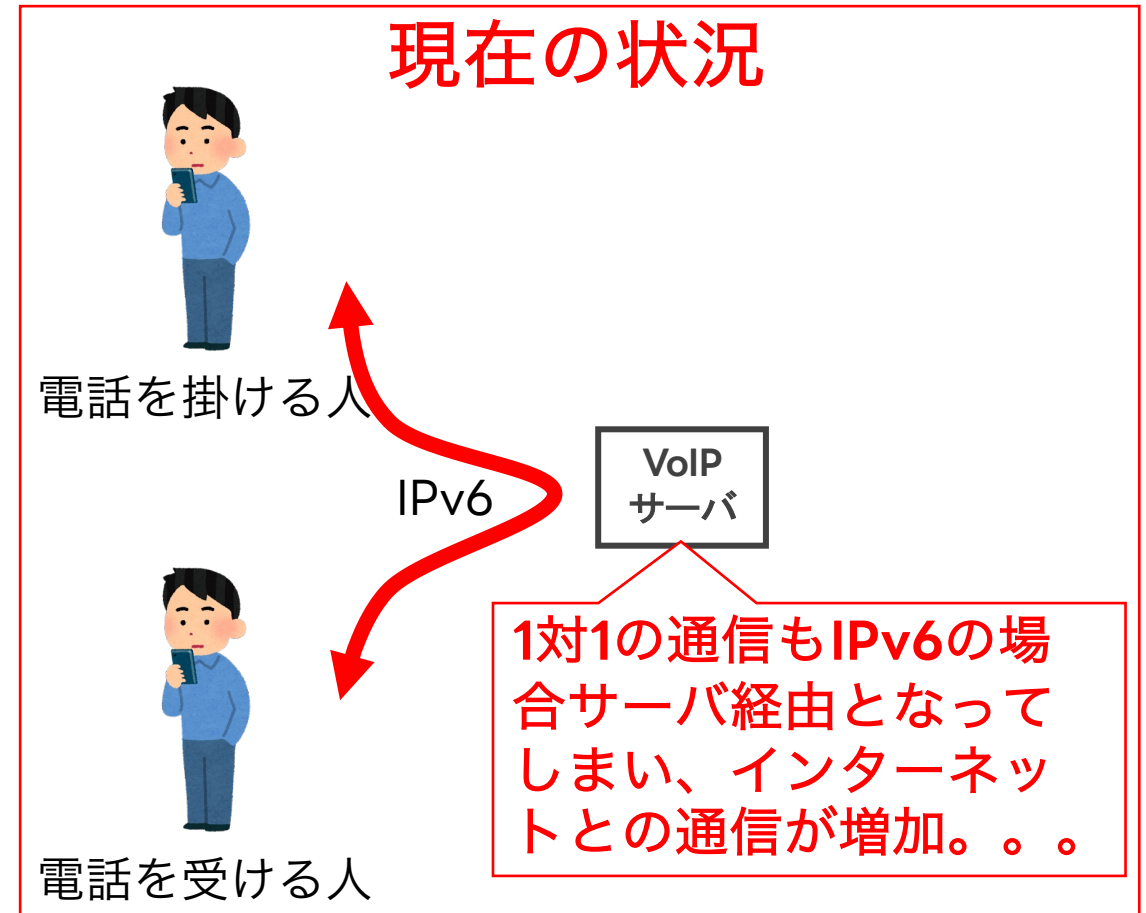 現在の状況
電話を掛ける人
IPv6
VoIP
サーバ
1対1の通信もIPv6の場
合サーバ経由となって
しまい、インターネッ
トとの通信が増加。。。
電話を受ける人